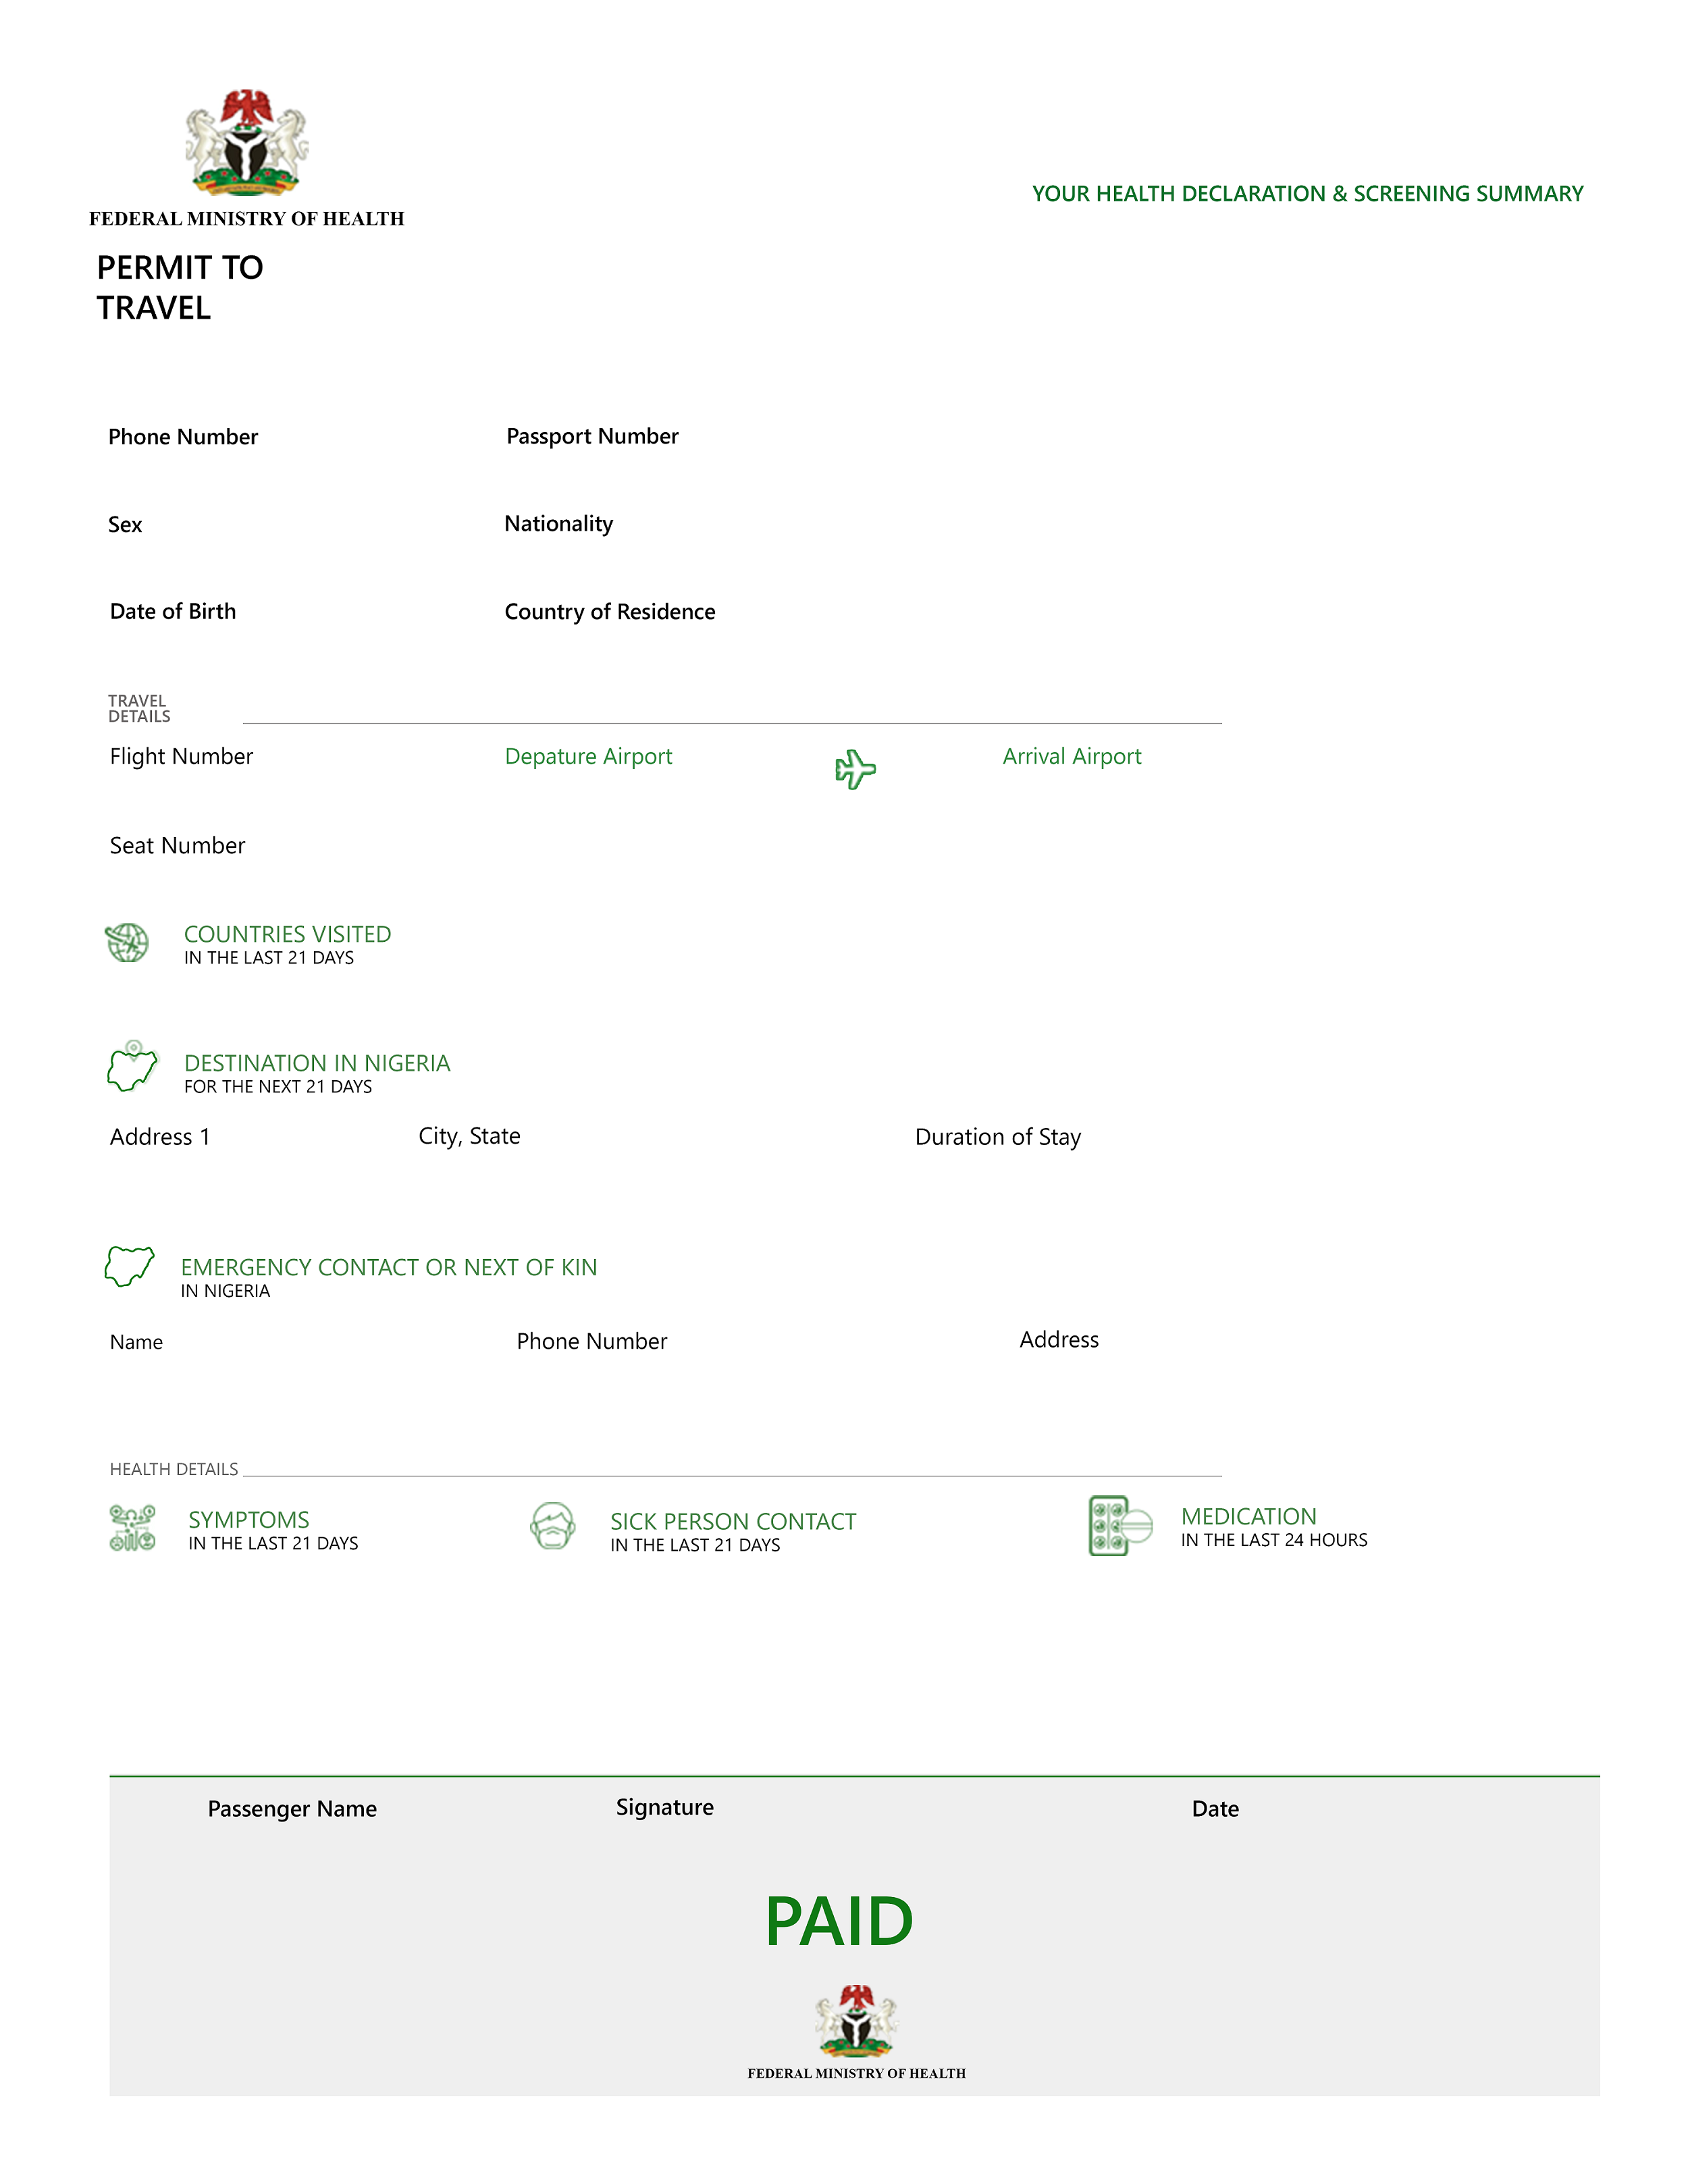 FEDERAL MINISTRY OF HEALTH
YOUR HEALTH DECLARATION & SCREENING SUMMARY
PERMIT TO
TRAVEL
Phone Number
Passport Number
Sex
Nationality
Date of Birth
Country of Residence
TRAVEL
DETAILS
Flight Number
Depature Airport
Arrival Airport
Seat Number
COUNTRIES VISITED
IN THE LAST 21 DAYS
DESTINATION IN NIGERIA
FOR THE NEXT 21 DAYS
Address 1
City, State
Duration of Stay
EMERGENCY CONTACT OR NEXT OF KIN
IN NIGERIA
Name
Phone Number
Address
HEALTH DETAILS
SYMPTOMS
IN THE LAST 21 DAYS
SICK PERSON CONTACT
IN THE LAST 21 DAYS
MEDICATION
IN THE LAST 24 HOURS
Passenger Name
Signature
Date
PAID
FEDERAL MINISTRY OF HEALTH